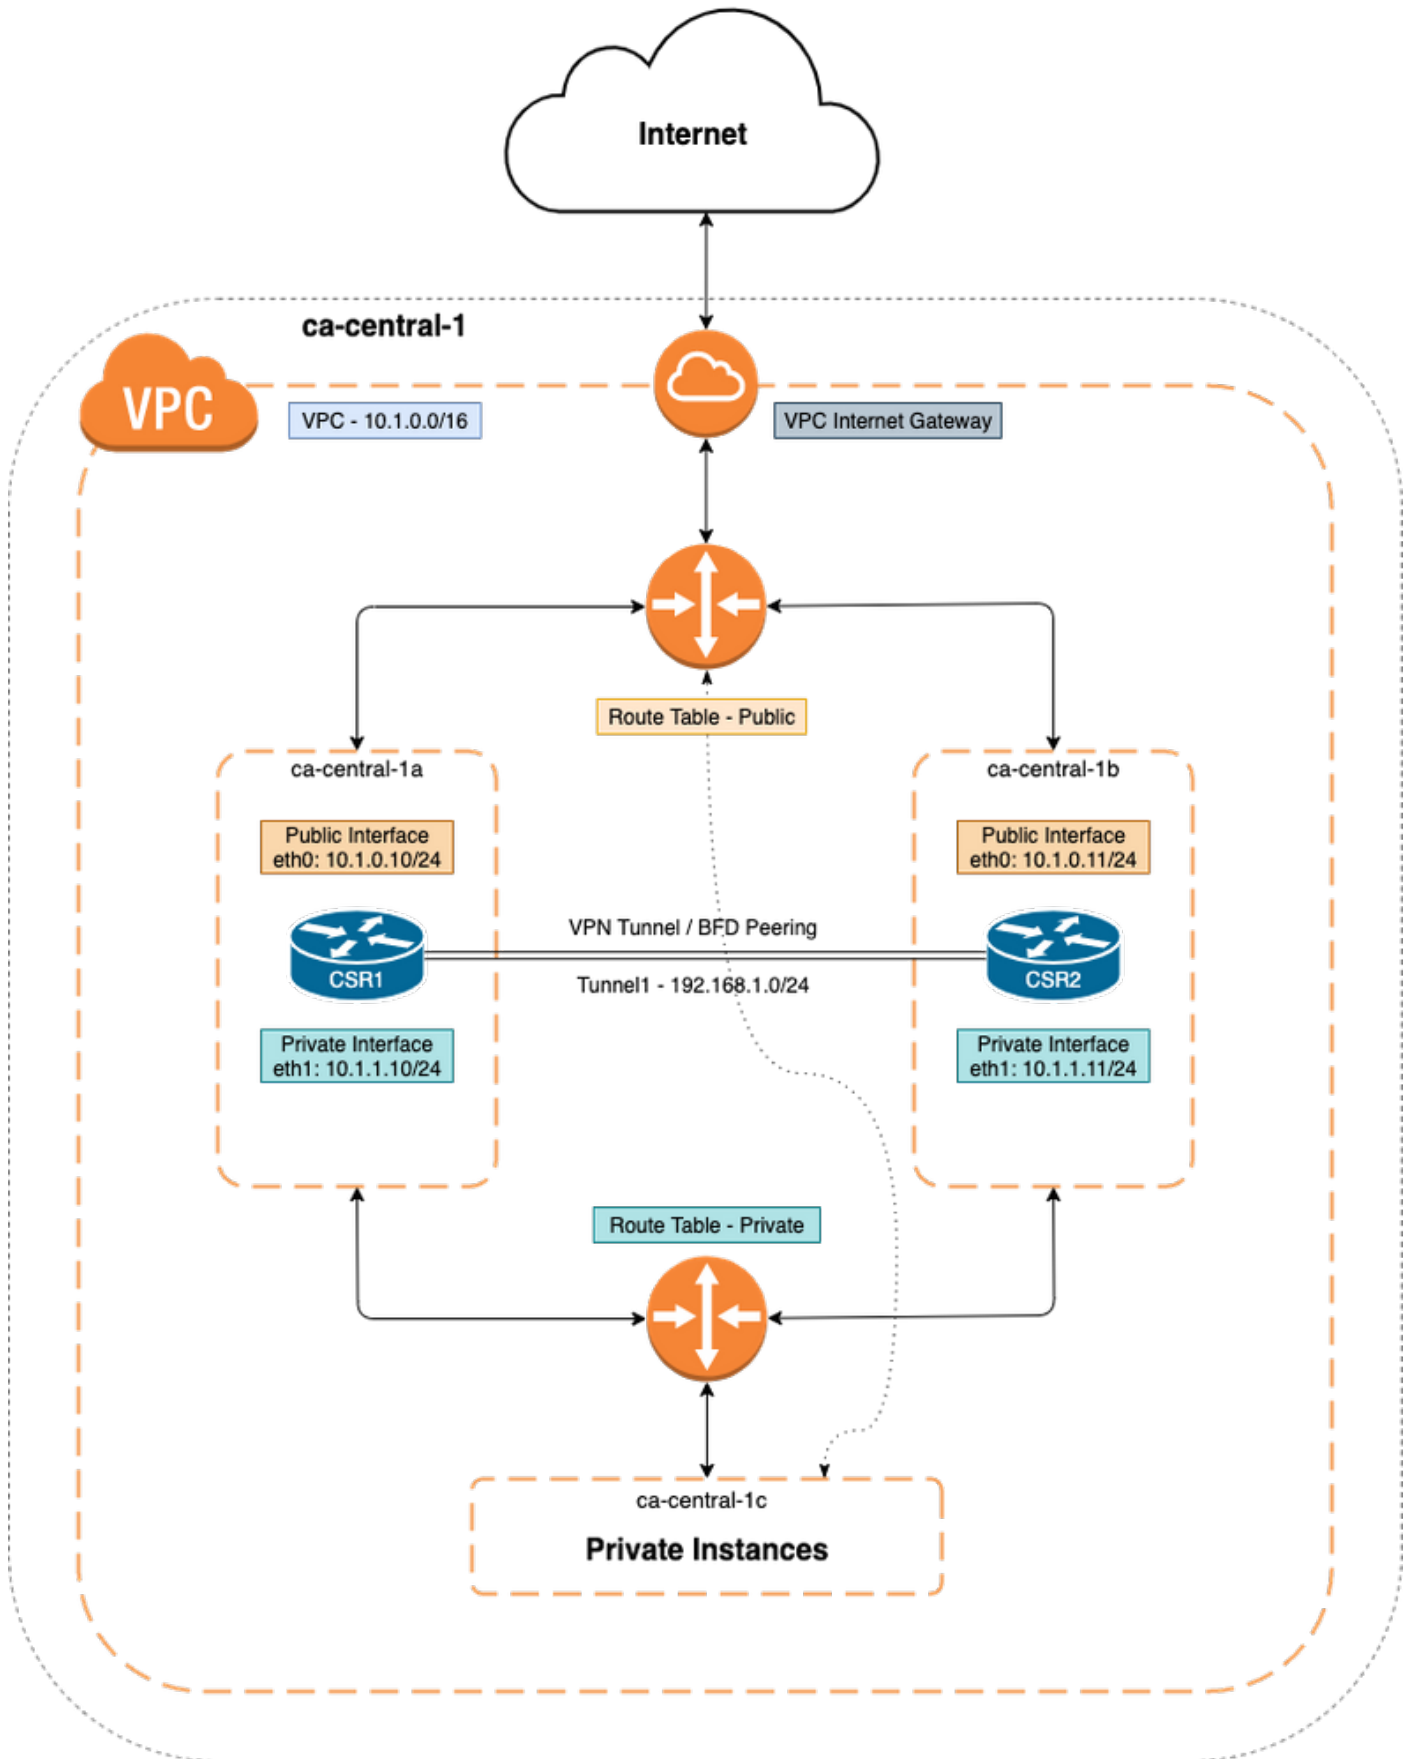 Internet
ca-central-1
VPC
VPC - 10.1.0.0/16
VPC Internet Gateway
Route Table - Public
ca-central-1a
ca-central-1b
Public Interface
eth0: 10.1.0.10/24
Public Interface
eth0: 10.1.0.11/24
VPN Tunnel / BFD Peering
CSR1
CSR2
Tunnel1 - 192.168.1.0/24
Private Interface
eth1: 10.1.1.10/24
Private Interface
eth1: 10.1.1.11/24
Route Table - Private
ca-central-1c
Private Instances